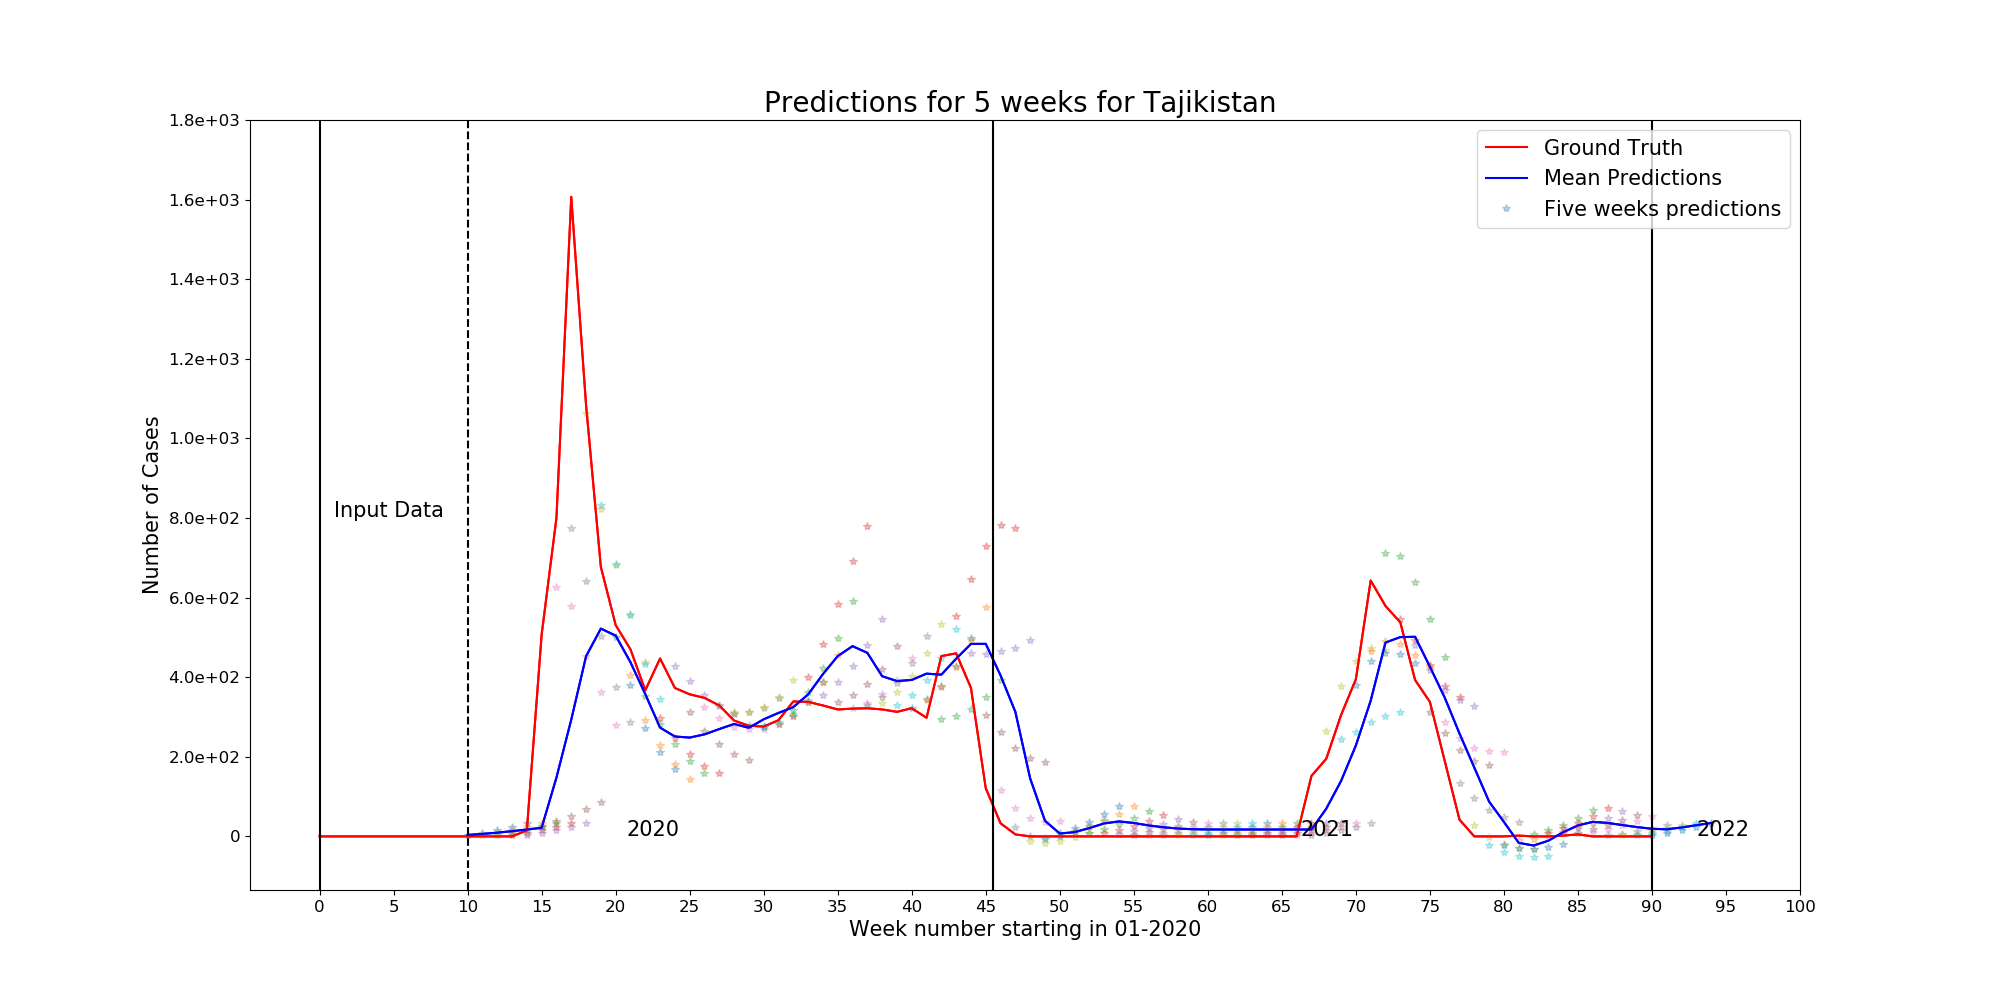 Predictions for 5 weeks for Tajikistan
1.8e+03
1.6e+03
1.4e+03
1.2e+03
1.0e+03
8.0e+02
6.0e+02
4.0e+02
2.0e+02
0
Number of Cases
Ground Truth
Mean Predictions
Five weeks predictions
Input Data
2020
2021
2022
0 5 10 15 20 25 30 35 40 45 50 55 60 65 70 75 80 85 90 95 100
Week number starting in 01-2020